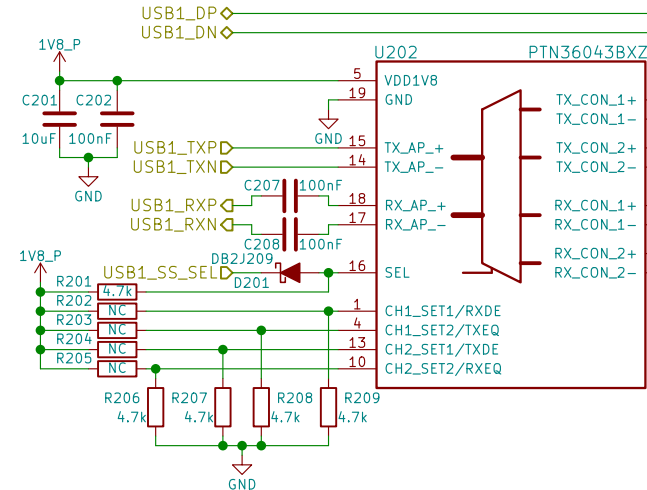 USB1_DP
USB1_DN
1V8_P
U202
PTN36043BXZ
C201
C202
10uF
100nF
GND
5
VDD1V8
19
GND
GND
TX_CON_1+
TX_CON_1-
USB1_TXP
15
TX_AP_+
TX_CON_2+
USB1_TXN
14
TX_AP_-
TX_CON_2-
C207
100nF
USB1_RXP
18
RX_AP_+
RX_CON_1+
USB1_RXN
17
RX_AP_-
RX_CON_1-
C208
100nF
RX_CON_2+
RX_CON_2-
1V8_P
DB2J209
USB1_SS_SEL
D201
16
SEL
R201
4.7k
R202
NC
1
CH1_SET1/RXDE
R203
NC
4
CH1_SET2/TXEQ
R204
NC
13
CH2_SET1/TXDE
R205
NC
10
CH2_SET2/RXEQ
R206
4.7k
R207
4.7k
R208
4.7k
R209
4.7k
GND